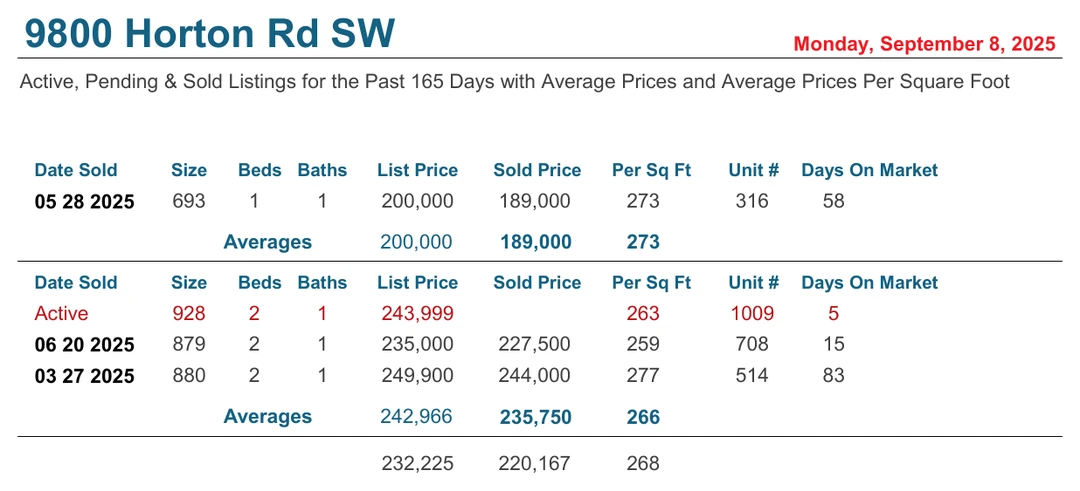 9800 Horton Rd SW
Monday, September 8, 2025
Active, Pending & Sold Listings for the Past 165 Days with Average Prices and Average Prices Per Square Foot
Date Sold Size Beds Baths List Price Sold Price Per Sq Ft Unit # Days On Market
05 28 2025 693 1 1 200,000 189,000 273 316 58
Averages 200,000 189,000 273
Date Sold Size Beds Baths List Price Sold Price Per Sq Ft Unit # Days On Market
Active 928 2 1 243,999 263 1009 5
06 20 2025 879 2 1 235,000 227,500 259 708 15
03 27 2025 880 2 1 249,900 244,000 277 514 83
Averages 242,966 235,750 266
232,225 220,167 268